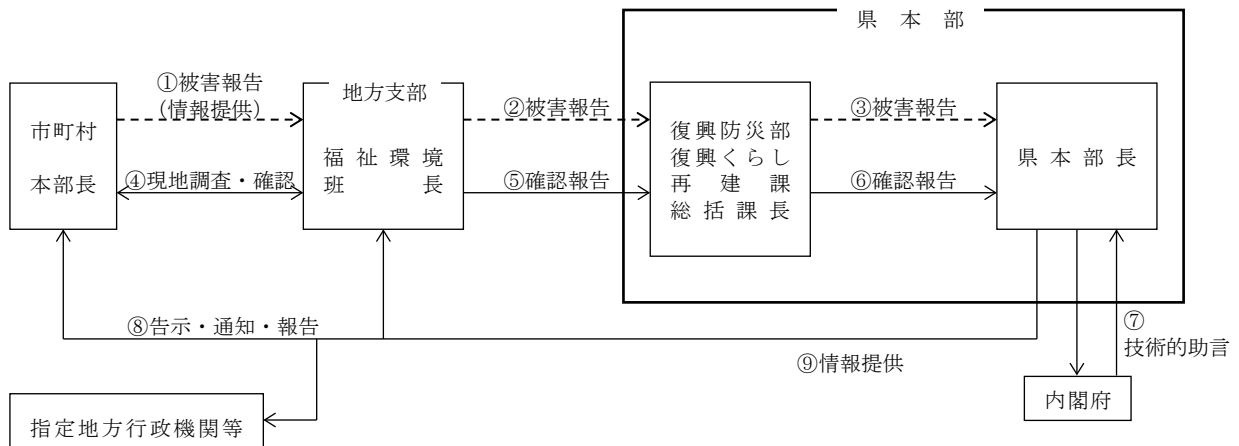 県本部
①被害報告
(情報提供)
地方支部
②被害報告
③被害報告
市町村
本部長
福祉環境
班長
復興防災部
復興くらし
再建課
総括課長
県本部長
④現地調査・確認
⑤確認報告
⑥確認報告
⑧告示・通知・報告
⑦
技術的助言
⑨情報提供
内閣府
指定地方行政機関等